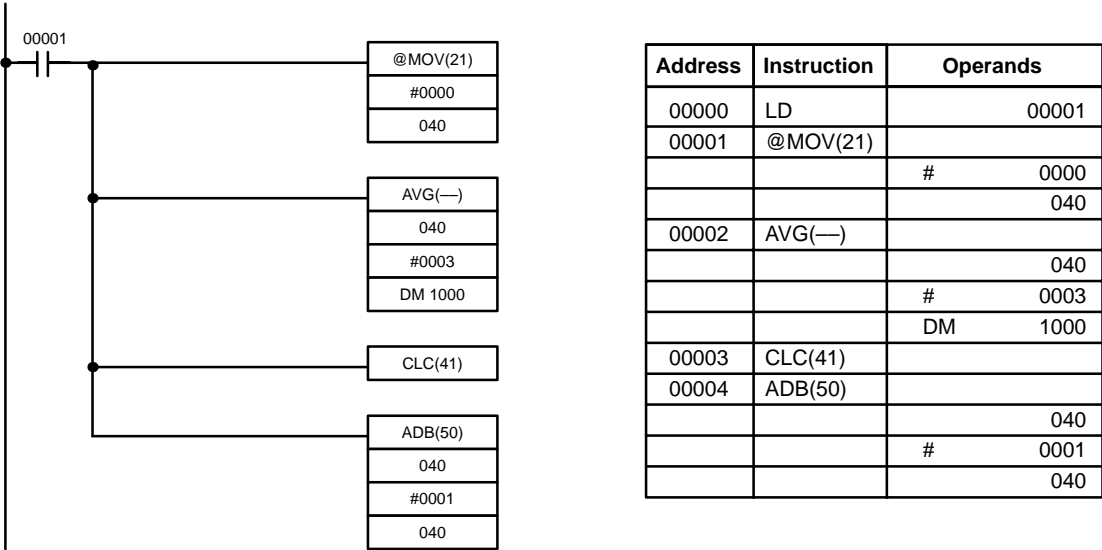 00001
@MOV(21)
#0000
040
AVG(––)
040
#0003
DM 1000
CLC(41)
ADB(50)
040
#0001
040
Address Instruction Operands
00000 LD 00001
00001 @MOV(21)
# 0000
040
00002 AVG(––)
040
# 0003
DM 1000
00003 CLC(41)
00004 ADB(50)
040
# 0001
040